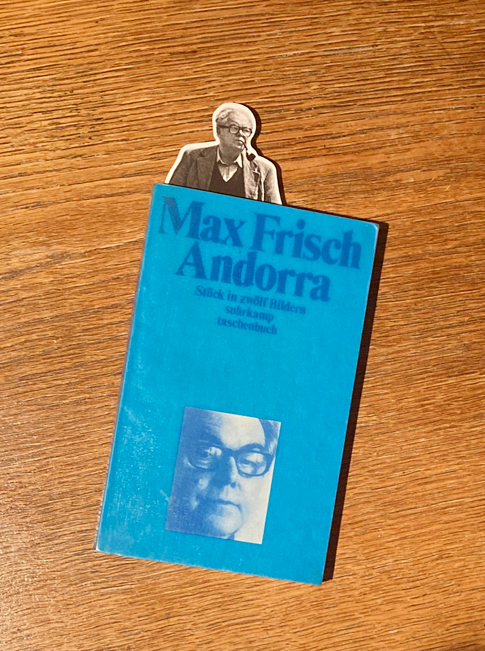 Max Frisch
Andorra
Stück in zwölf Bildern
suhrkamp
taschenbuch